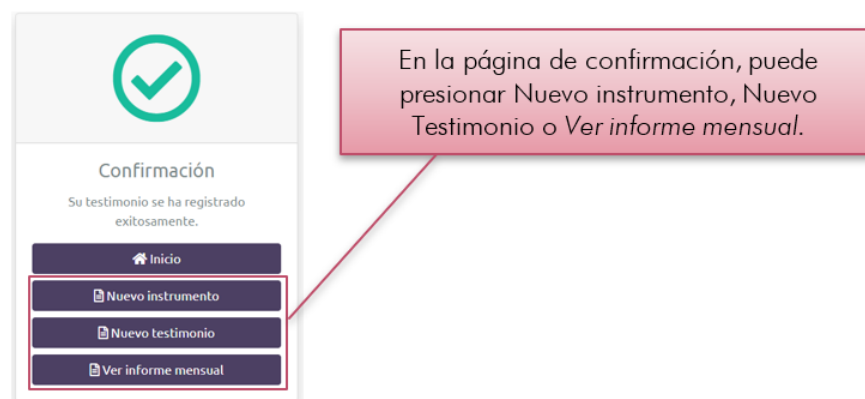 En la página de confirmación, puede
presionar Nuevo instrumento, Nuevo
Testimonio o Ver informe mensual.
Confirmación
Su testimonio se ha registrado
exitosamente.
Inicio
Nuevo instrumento
Nuevo testimonio
Ver informe mensual